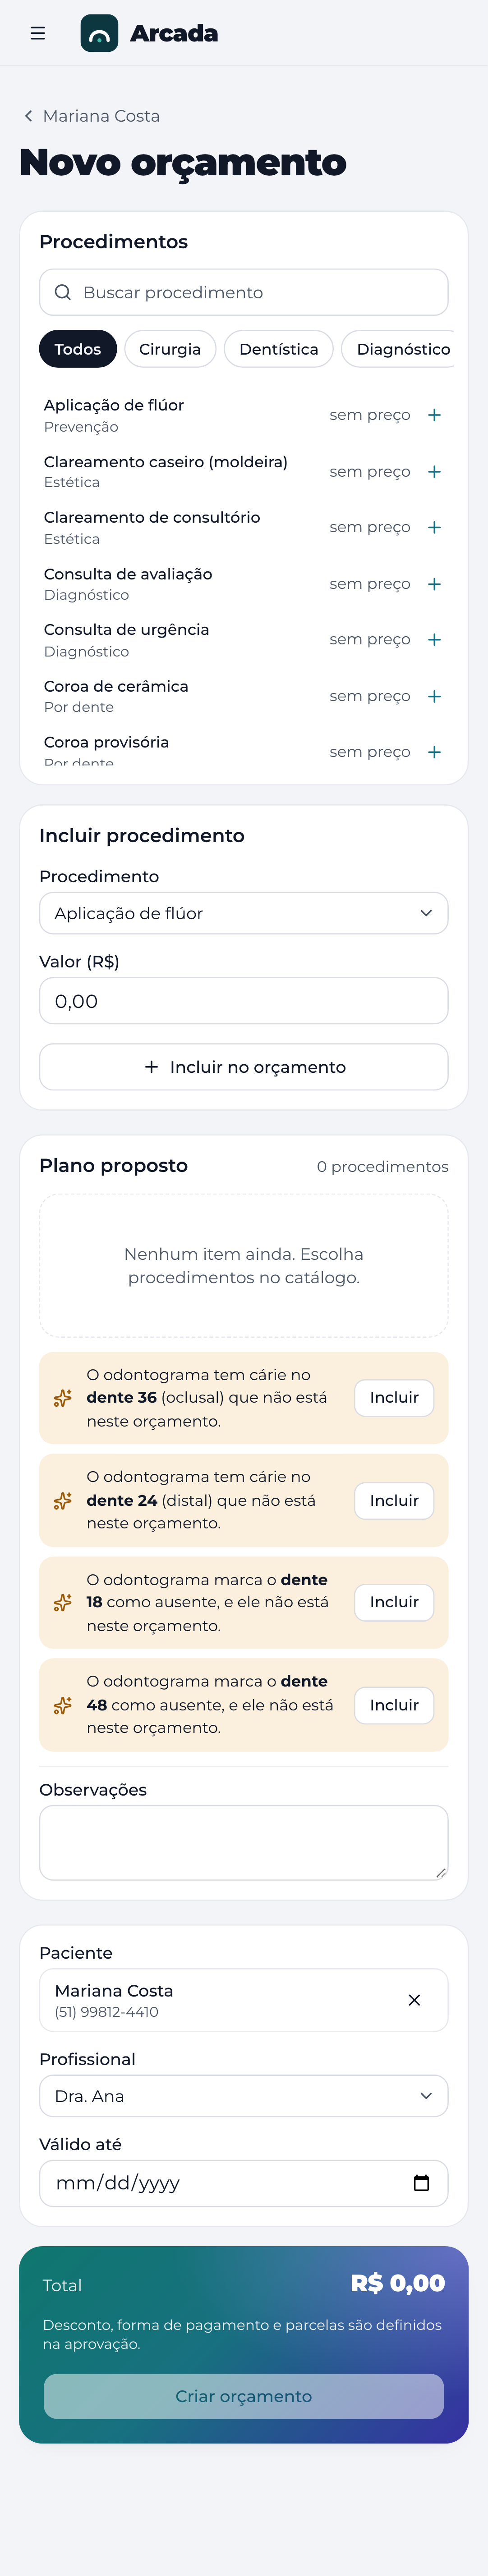 Arcada
Mariana Costa
Novo orçamento
Procedimentos
Buscar procedimento
Todos
Cirurgia
Dentística
Diagnóstico
Aplicação de flúor
Prevenção
sem preço
Clareamento caseiro (moldeira)
Estética
sem preço
Clareamento de consultório
Estética
sem preço
Consulta de avaliação
Diagnóstico
sem preço
Consulta de urgência
Diagnóstico
sem preço
Coroa de cerâmica
Por dente
sem preço
Coroa provisória
Por dente
sem preço
Incluir procedimento
Procedimento
Aplicação de flúor
Valor (R$)
0,00
Incluir no orçamento
Plano proposto
0 procedimentos
Nenhum item ainda. Escolha
procedimentos no catálogo.
O odontograma tem cárie no
dente 36 (oclusal) que não está
neste orçamento.
Incluir
O odontograma tem cárie no
dente 24 (distal) que não está
neste orçamento.
Incluir
O odontograma marca o dente
18 como ausente, e ele não está
neste orçamento.
Incluir
O odontograma marca o dente
48 como ausente, e ele não está
neste orçamento.
Incluir
Observações
Paciente
Mariana Costa
(51) 99812-4410
Profissional
Dra. Ana
Válido até
mm/dd/yyyy
Total
R$ 0,00
Desconto, forma de pagamento e parcelas são definidos
na aprovação.
Criar orçamento